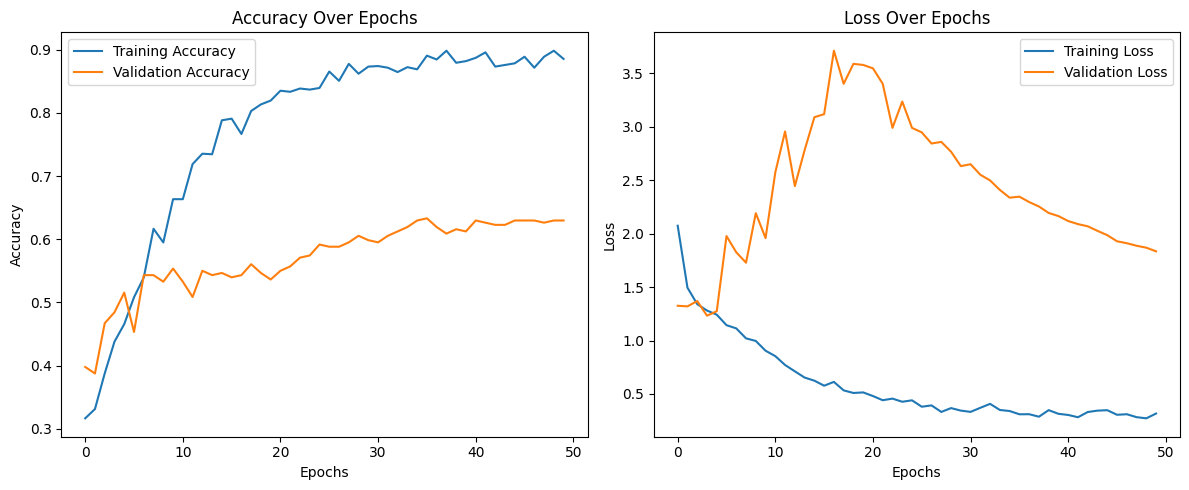 Accuracy Over Epochs
Training Accuracy
Validation Accuracy
Accuracy
0.9
0.8
0.7
0.6
0.5
0.4
0.3
0 10 20 30 40 50
Epochs
Loss Over Epochs
Training Loss
Validation Loss
Loss
3.5
3.0
2.5
2.0
1.5
1.0
0.5
0 10 20 30 40 50
Epochs